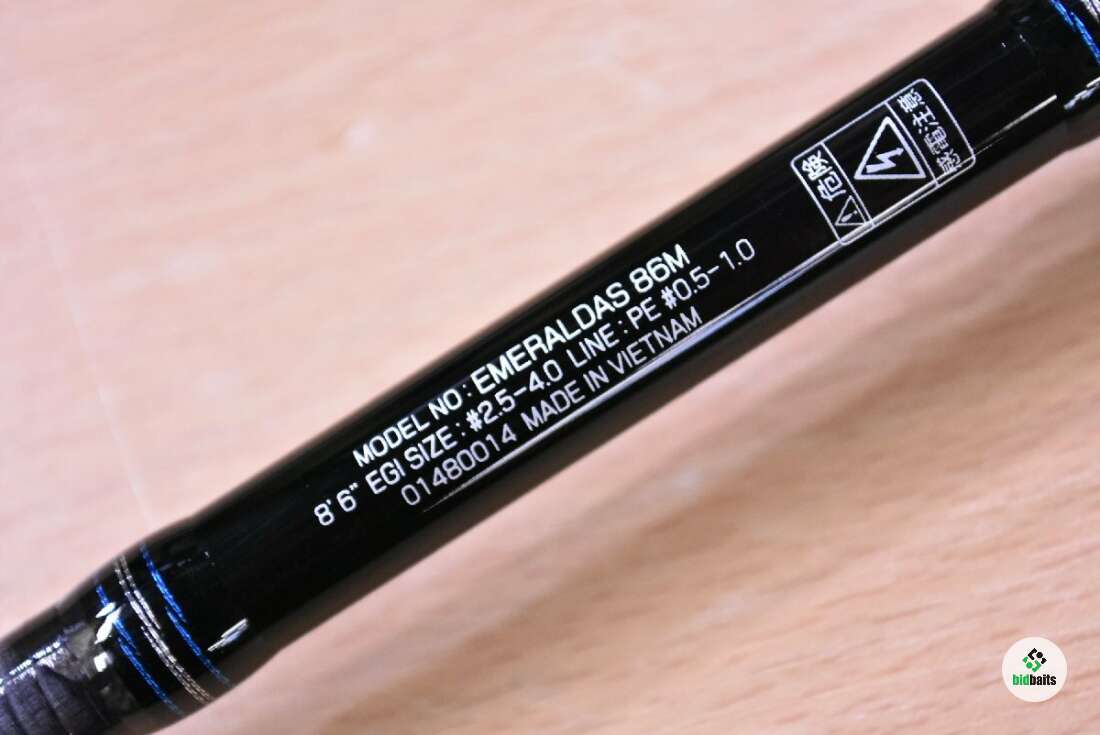 MODEL NO : EMERALDAS 86M
8'6" EGI SIZE : #2.5-4.0 LINE : PE #0.5-1.0
01480014 MADE IN VIETNAM
危険
感電注意
bidbaits